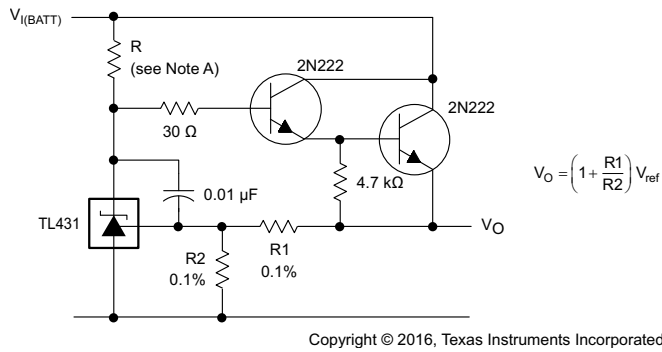 V_I(BATT)
R
(see Note A)
2N222
2N222
30 Ω
4.7 kΩ
0.01 µF
TL431
R1
0.1%
R2
0.1%
V_O
V_O = (1 + R1/R2) V_ref
Copyright © 2016, Texas Instruments Incorporated